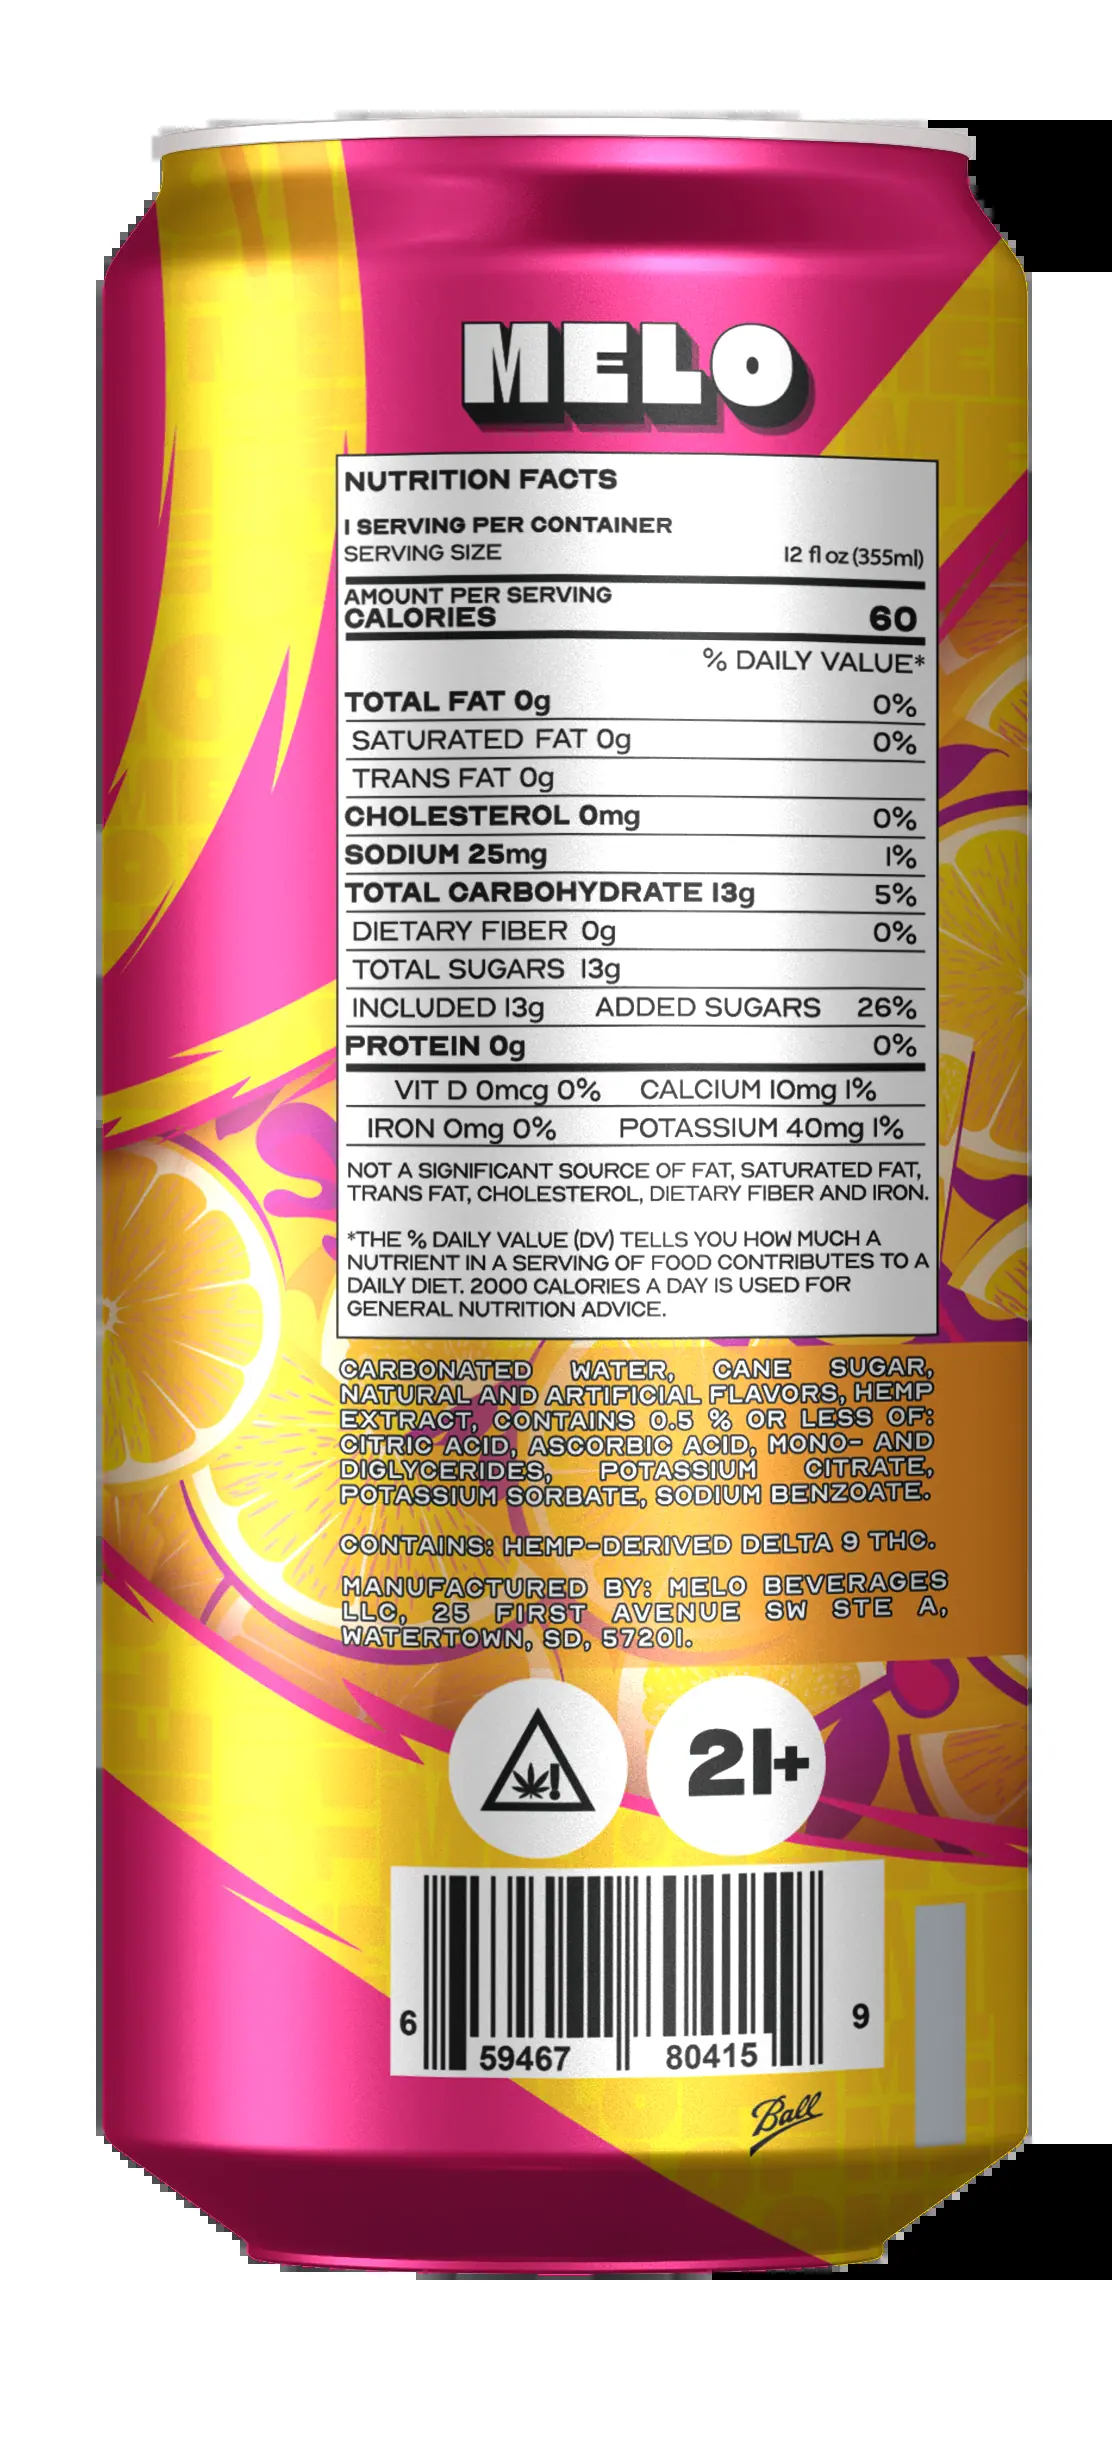 MELO
NUTRITION FACTS
1 SERVING PER CONTAINER
SERVING SIZE 12 fl oz (355ml)
AMOUNT PER SERVING
CALORIES 60
% DAILY VALUE*
TOTAL FAT 0g 0%
SATURATED FAT 0g 0%
TRANS FAT 0g
CHOLESTEROL 0mg 0%
SODIUM 25mg 1%
TOTAL CARBOHYDRATE 13g 5%
DIETARY FIBER 0g 0%
TOTAL SUGARS 13g
INCLUDED 13g ADDED SUGARS 26%
PROTEIN 0g 0%
VIT D 0mcg 0% CALCIUM 10mg 1%
IRON 0mg 0% POTASSIUM 40mg 1%
NOT A SIGNIFICANT SOURCE OF FAT, SATURATED FAT,
TRANS FAT, CHOLESTEROL, DIETARY FIBER AND IRON.
*THE % DAILY VALUE (DV) TELLS YOU HOW MUCH A
NUTRIENT IN A SERVING OF FOOD CONTRIBUTES TO A
DAILY DIET. 2000 CALORIES A DAY IS USED FOR
GENERAL NUTRITION ADVICE.
CARBONATED WATER, CANE SUGAR,
NATURAL AND ARTIFICIAL FLAVORS, HEMP
EXTRACT, CONTAINS 0.5 % OR LESS OF:
CITRIC ACID, ASCORBIC ACID, MONO- AND
DIGLYCERIDES, POTASSIUM CITRATE,
POTASSIUM SORBATE, SODIUM BENZOATE.
CONTAINS: HEMP-DERIVED DELTA 9 THC.
MANUFACTURED BY: MELO BEVERAGES
LLC, 25 FIRST AVENUE SW STE A,
WATERTOWN, SD, 57201.
! 21+
6 59467 80415 9
Ball